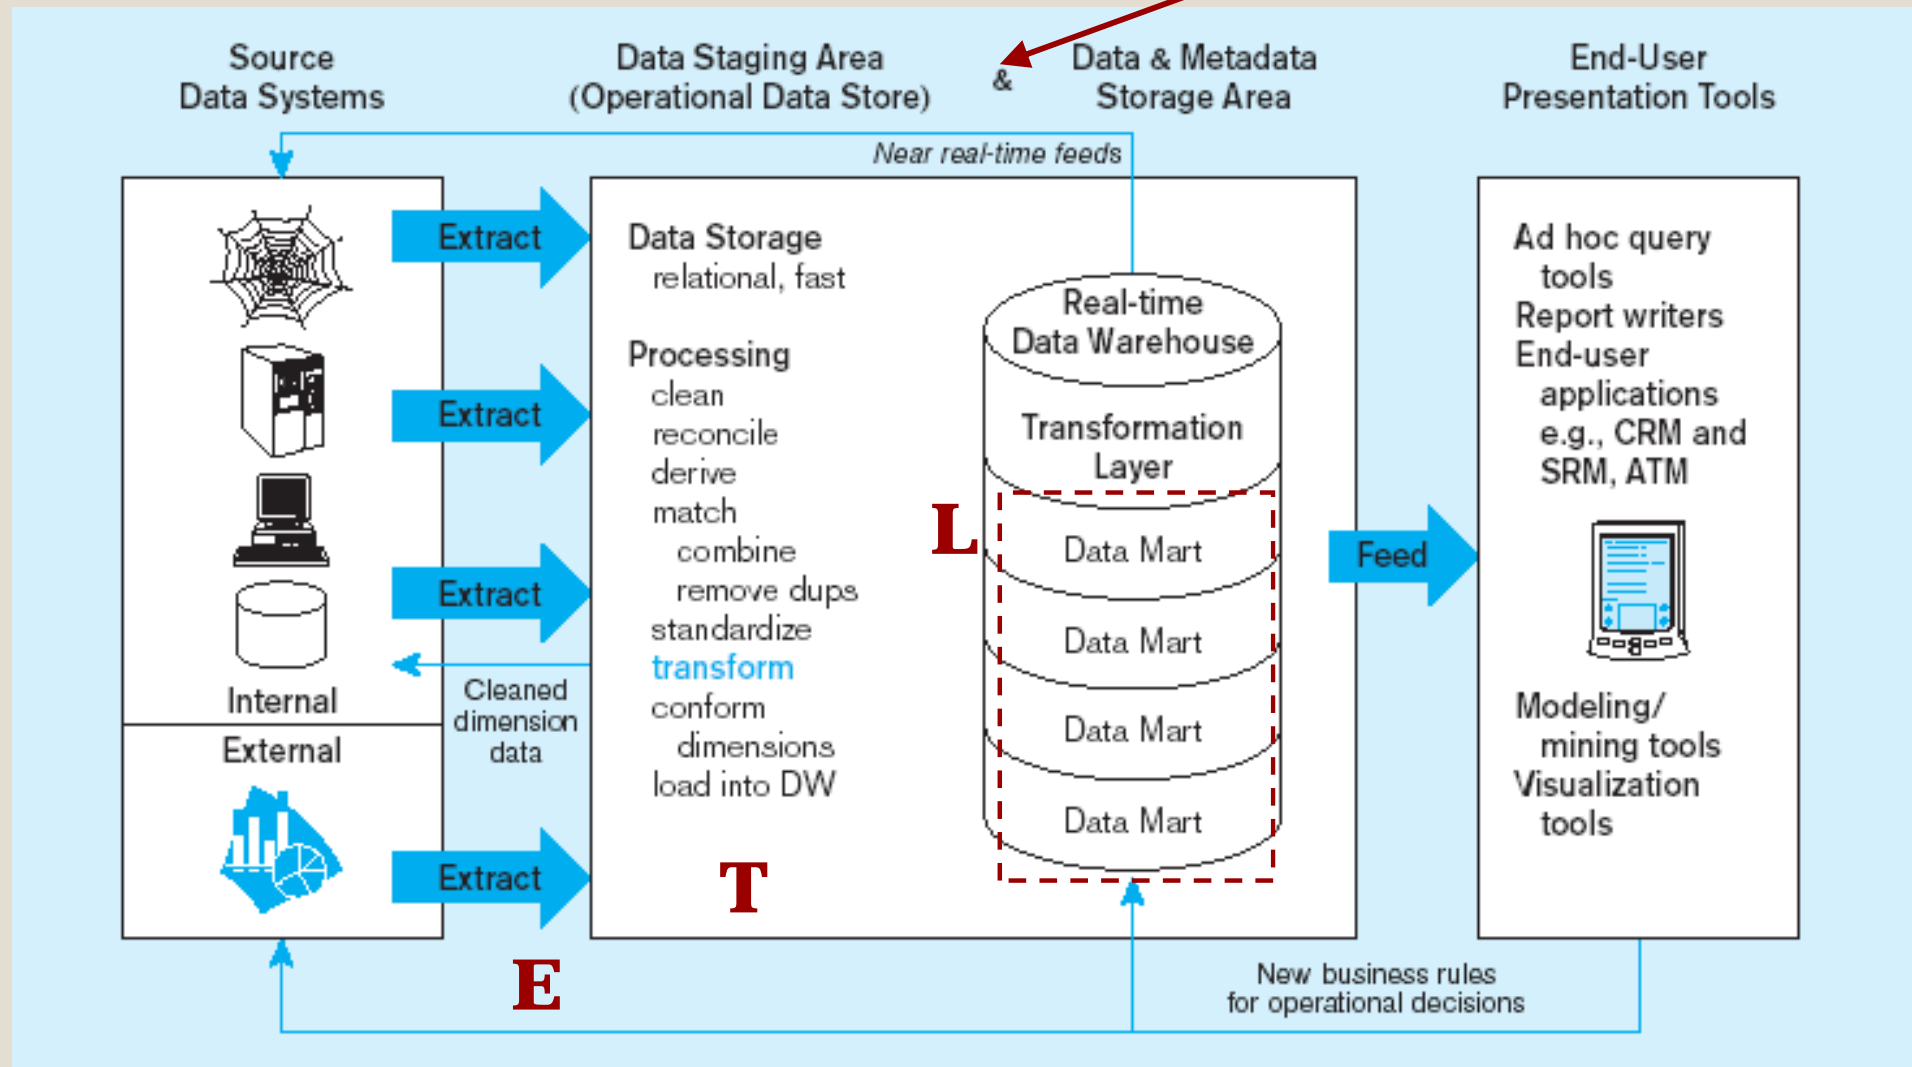 Source
Data Systems
Data Staging Area
(Operational Data Store)
&
Data & Metadata
Storage Area
End-User
Presentation Tools
Near real-time feeds
Extract
Extract
Extract
Extract
Internal
External
Cleaned
dimension
data
Data Storage
relational, fast
Processing
clean
reconcile
derive
match
combine
remove dups
standardize
transform
conform
dimensions
load into DW
T
E
L
Real-time
Data Warehouse
Transformation
Layer
Data Mart
Data Mart
Data Mart
Data Mart
Feed
Ad hoc query
tools
Report writers
End-user
applications
e.g., CRM and
SRM, ATM
Modeling/
mining tools
Visualization
tools
New business rules
for operational decisions